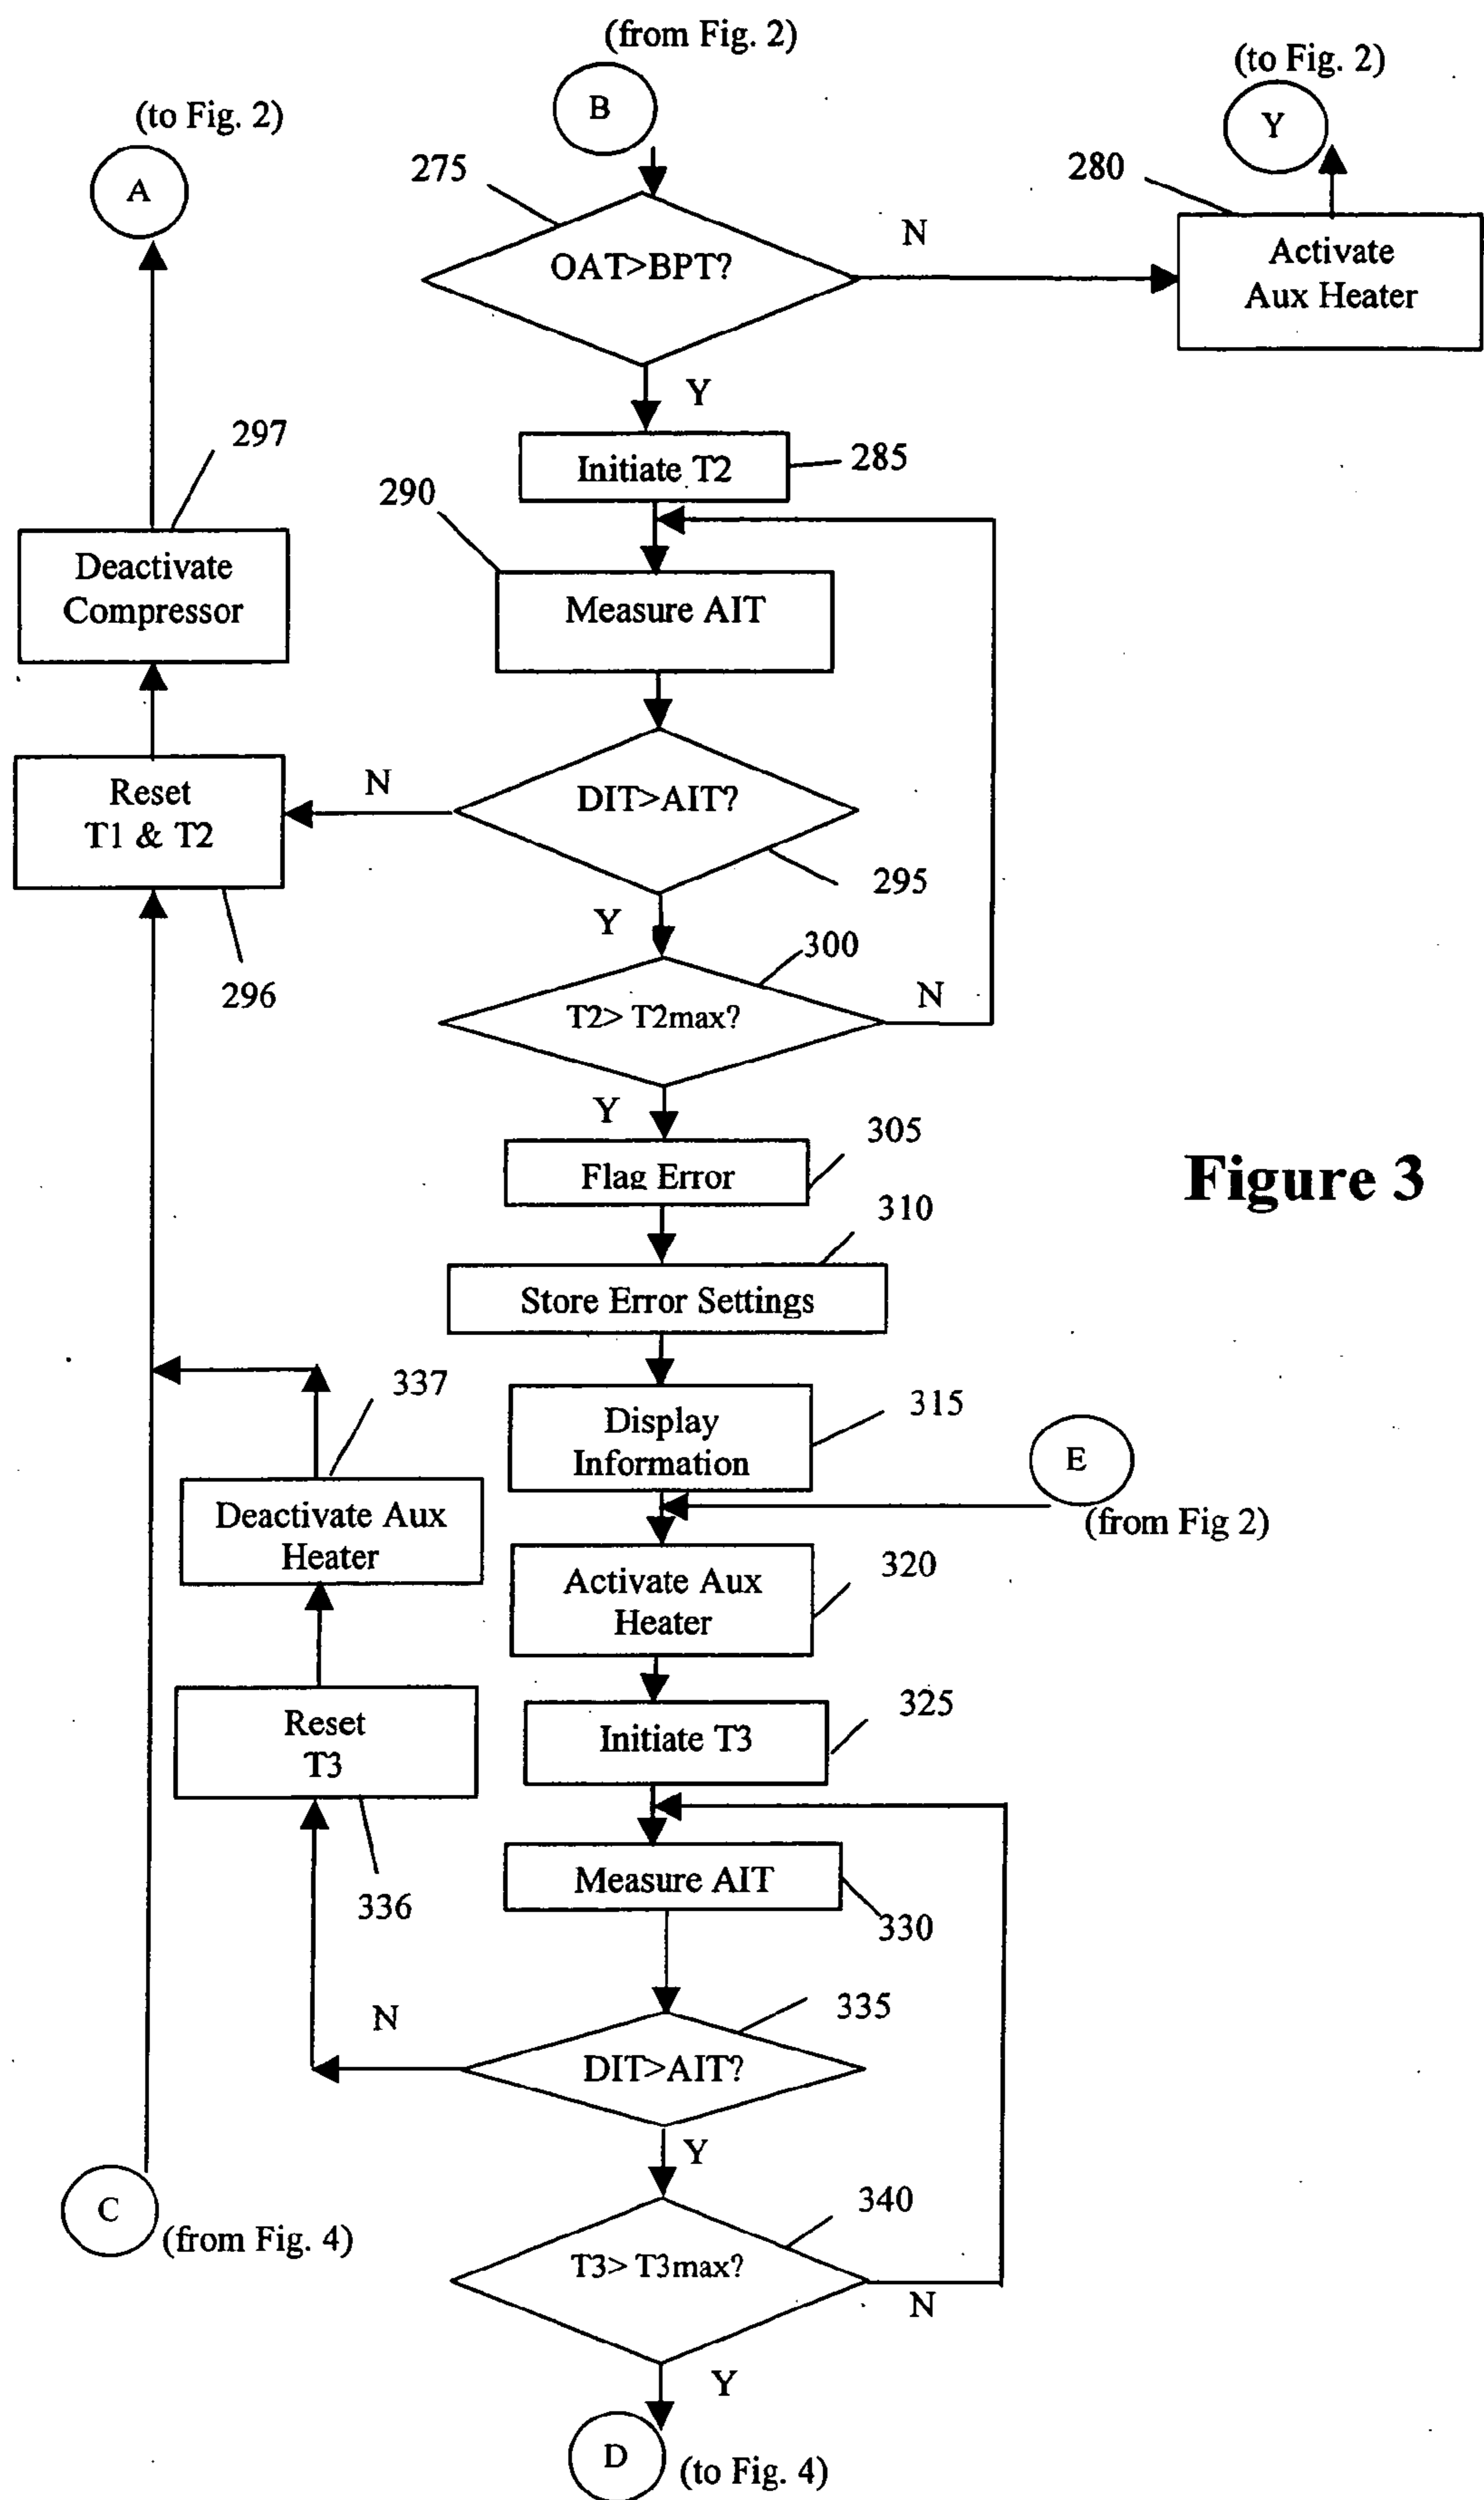 (from Fig. 2)
(to Fig. 2)
(to Fig. 2)
B
Y
A
275
280
OAT>BPT?
N
Activate
Aux Heater
Y
297
Initiate T2
285
290
Deactivate
Compressor
Measure AIT
Reset
T1 & T2
N
DIT>AIT?
295
Y
296
300
T2> T2max?
N
Y
305
Flag Error
Figure 3
310
Store Error Settings
337
Display
Information
315
E
(from Fig 2)
Deactivate Aux
Heater
Activate Aux
Heater
320
Reset
T3
Initiate T3
325
336
Measure AIT
330
335
N
DIT>AIT?
Y
340
C
(from Fig. 4)
T3> T3max?
N
Y
D
(to Fig. 4)